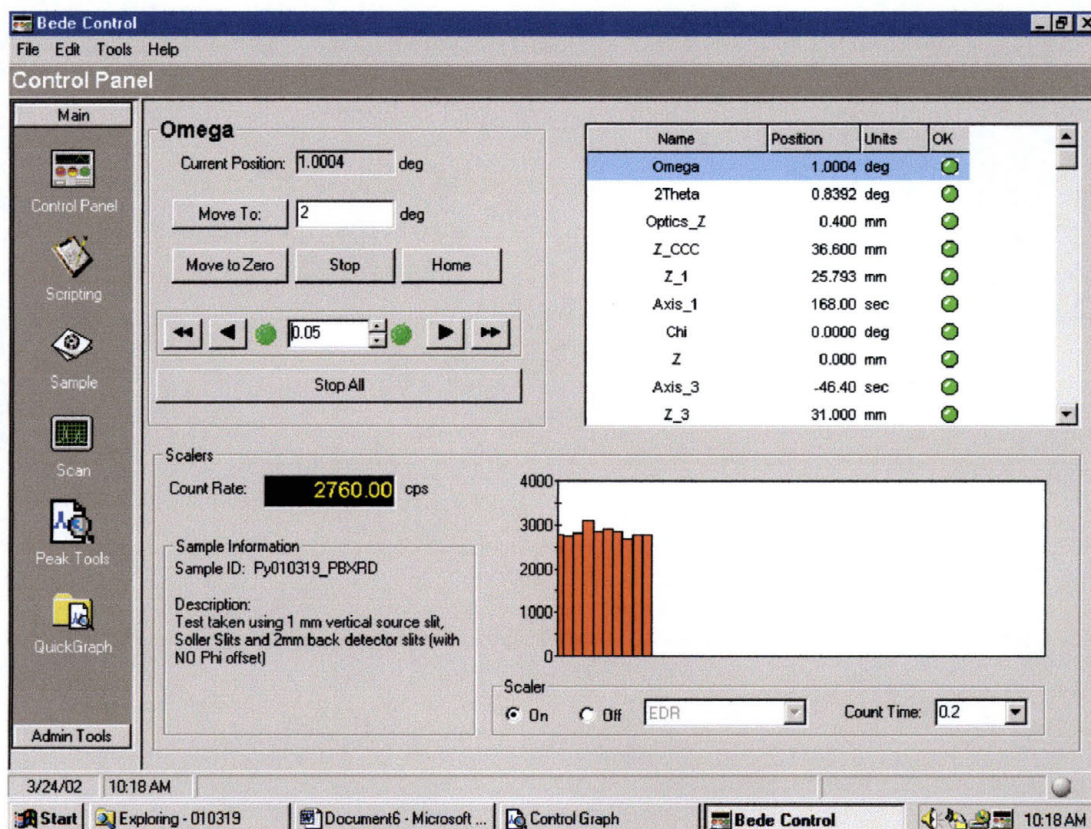 Bede Control
File Edit Tools Help
Control Panel
Main
Control Panel
Scripting
Sample
Scan
Peak Tools
QuickGraph
Admin Tools
Omega
Current Position: 1.0004 deg
Move To: 2 deg
Move to Zero Stop Home
0.05
Stop All
Name Position Units OK
Omega 1.0004 deg
2Theta 0.8392 deg
Optics_Z 0.400 mm
Z_CCC 36.600 mm
Z_1 25.793 mm
Axis_1 168.00 sec
Chi 0.0000 deg
Z 0.000 mm
Axis_3 -46.40 sec
Z_3 31.000 mm
Scalers
Count Rate: 2760.00 cps
Sample Information
Sample ID: Py010319_PBXRD
Description:
Test taken using 1 mm vertical source slit,
Soller Slits and 2mm back detector slits (with
NO Phi offset)
4000
3000
2000
1000
0
Scaler
On Off EDR Count Time: 0.2
3/24/02 10:18 AM
Start Exploring - 010319 Document6 - Microsoft ... Control Graph Bede Control 10:18 AM